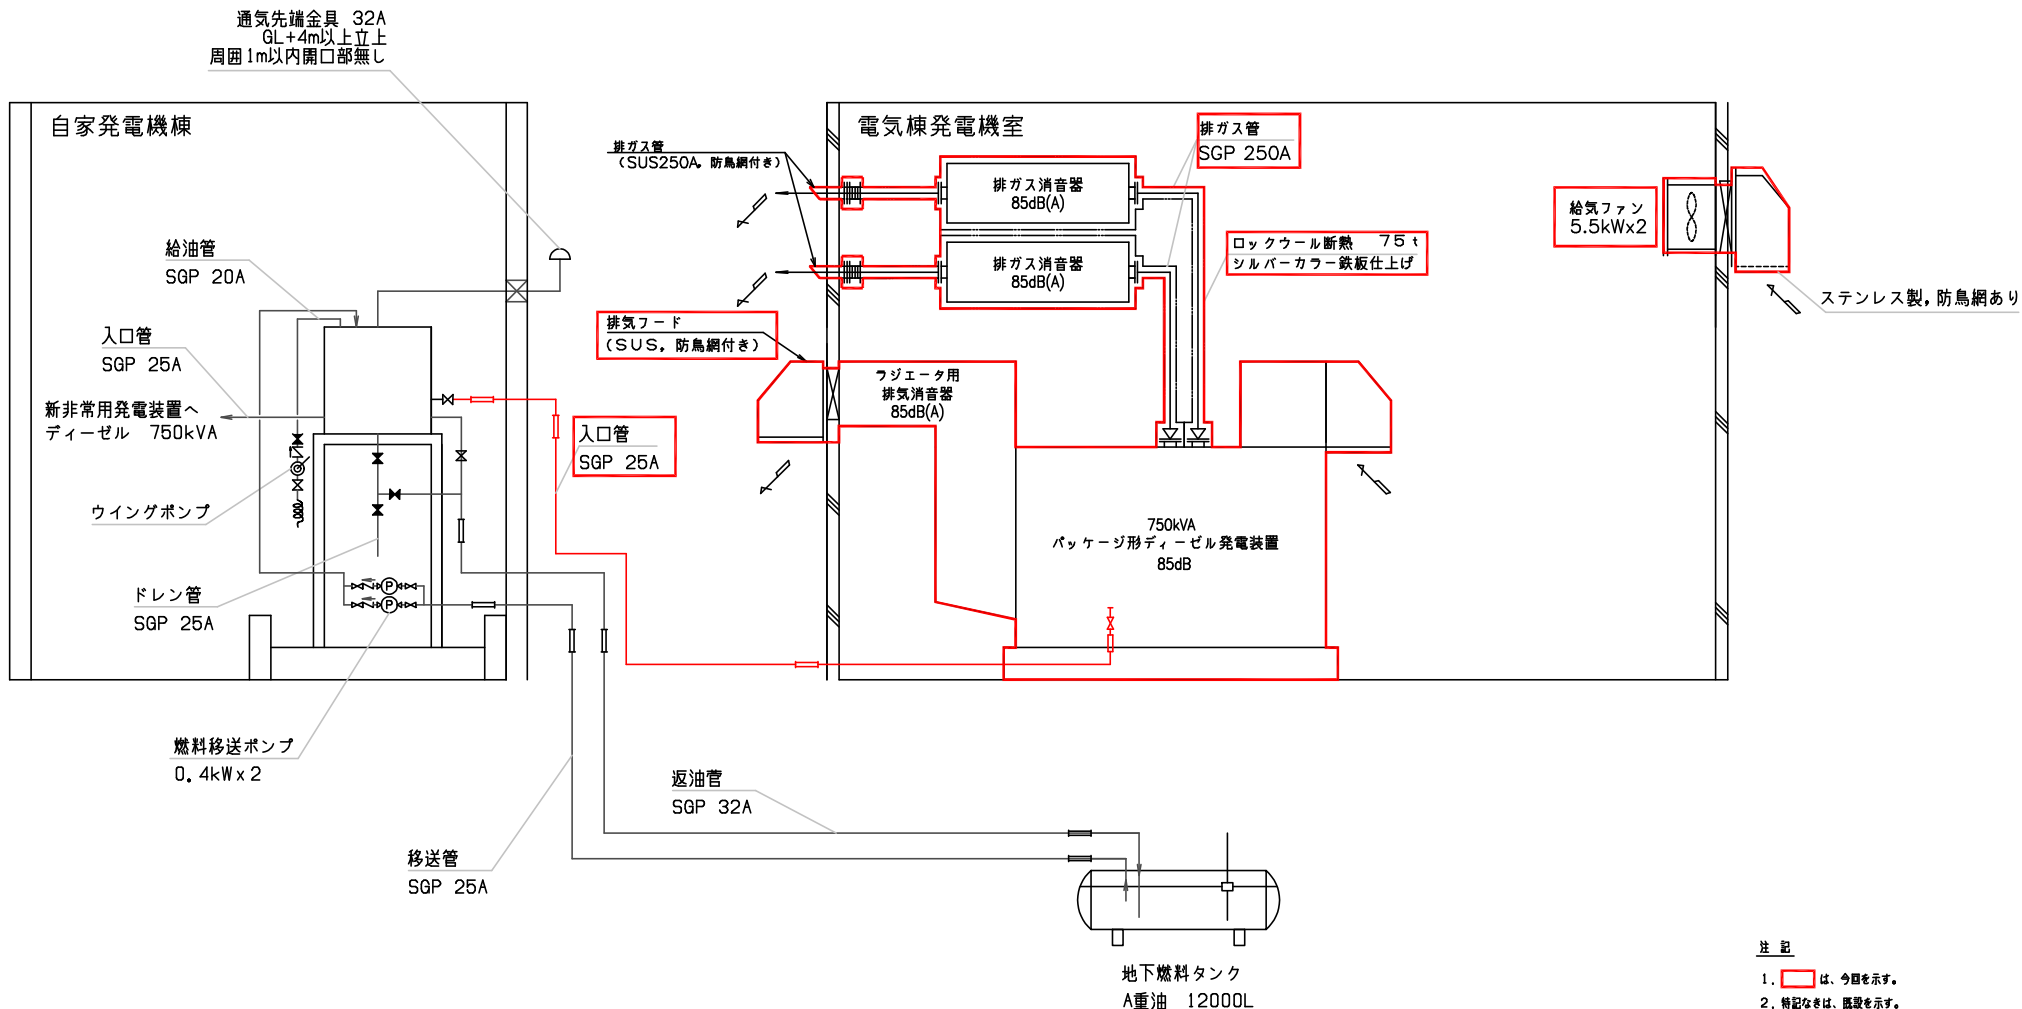 通気先端金具 32A
GL+4m以上立上
周囲1m以内開口部無し
自家発電機棟
給油管
SGP 20A
入口管
SGP 25A
新非常用発電装置へ
ディーゼル 750kVA
ウイングポンプ
ドレン管
SGP 25A
P
P
燃料移送ポンプ
0.4kWx2
移送管
SGP 25A
返油管
SGP 32A
入口管
SGP 25A
電気棟発電機室
排ガス管
(SUS250A, 防鳥網付き)
排ガス消音器
85dB(A)
排ガス消音器
85dB(A)
排ガス管
SGP 250A
ロックウール断熱 75t
シルバーカラー鉄板仕上げ
排気フード
(SUS, 防鳥網付き)
ラジエータ用
排気消音器
85dB(A)
750kVA
パッケージ形ディーゼル発電装置
85dB
給気ファン
5.5kWx2
ステンレス製,防鳥網あり
地下燃料タンク
A重油 12000L
注 記
1. は、今回を示す。
2. 特記なきは、既設を示す。